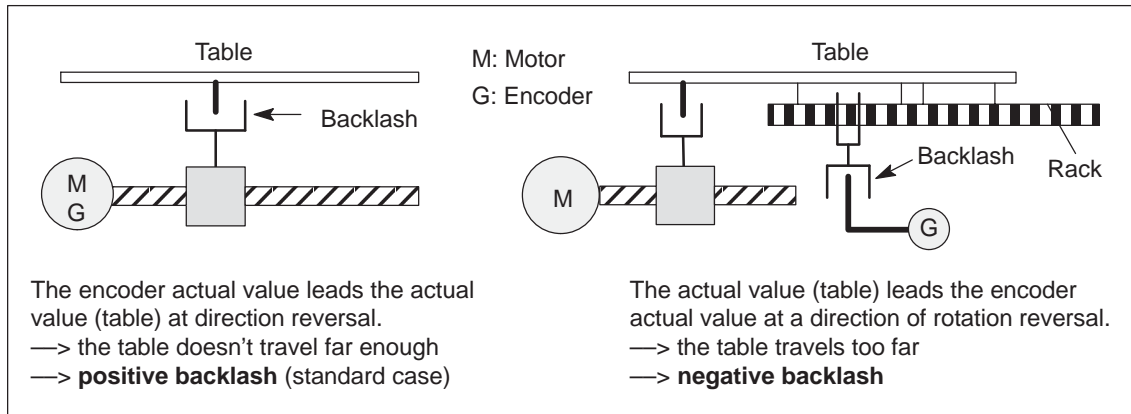 Table
Backlash
M
G
M: Motor
G: Encoder
Table
Backlash
Rack
M
G
The encoder actual value leads the actual
value (table) at direction reversal.
—> the table doesn't travel far enough
—> positive backlash (standard case)
The actual value (table) leads the encoder
actual value at a direction of rotation reversal.
—> the table travels too far
—> negative backlash